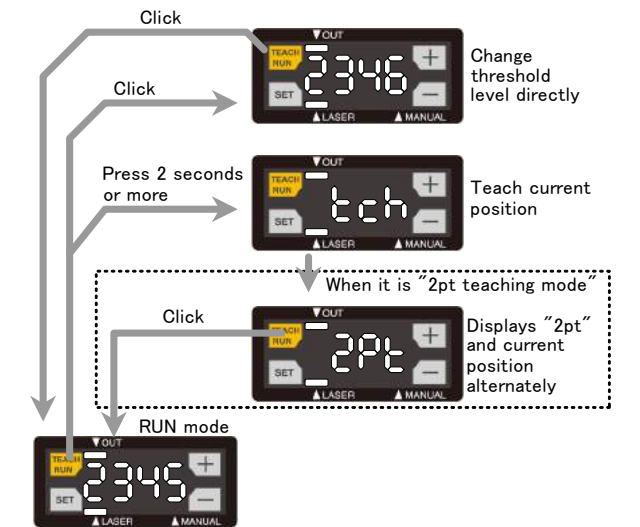 Click
▼OUT
TEACH
RUN
2346
+
SET
−
▲LASER ▲MANUAL
Change
threshold
level directly
Click
Press 2 seconds
or more
▼OUT
TEACH
RUN
tch
+
SET
−
▲LASER ▲MANUAL
Teach current
position
When it is "2pt teaching mode"
Click
▼OUT
TEACH
RUN
2Pt
+
SET
−
▲LASER ▲MANUAL
Displays "2pt"
and current
position
alternately
RUN mode
▼OUT
TEACH
RUN
2345
+
SET
−
▲LASER ▲MANUAL